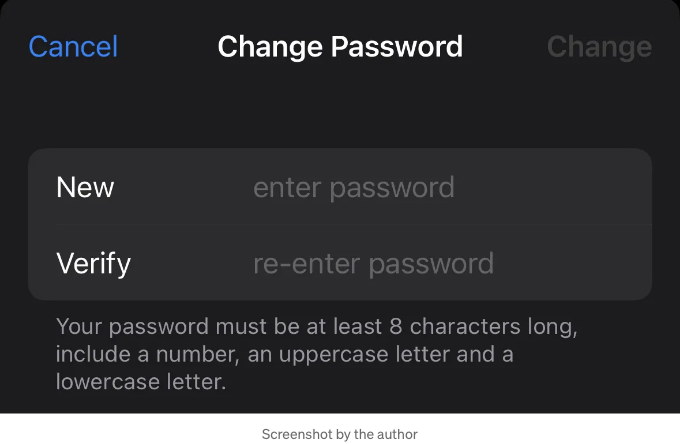 Cancel Change Password Change
New enter password
Verify re-enter password
Your password must be at least 8 characters long,
include a number, an uppercase letter and a
lowercase letter.
Screenshot by the author